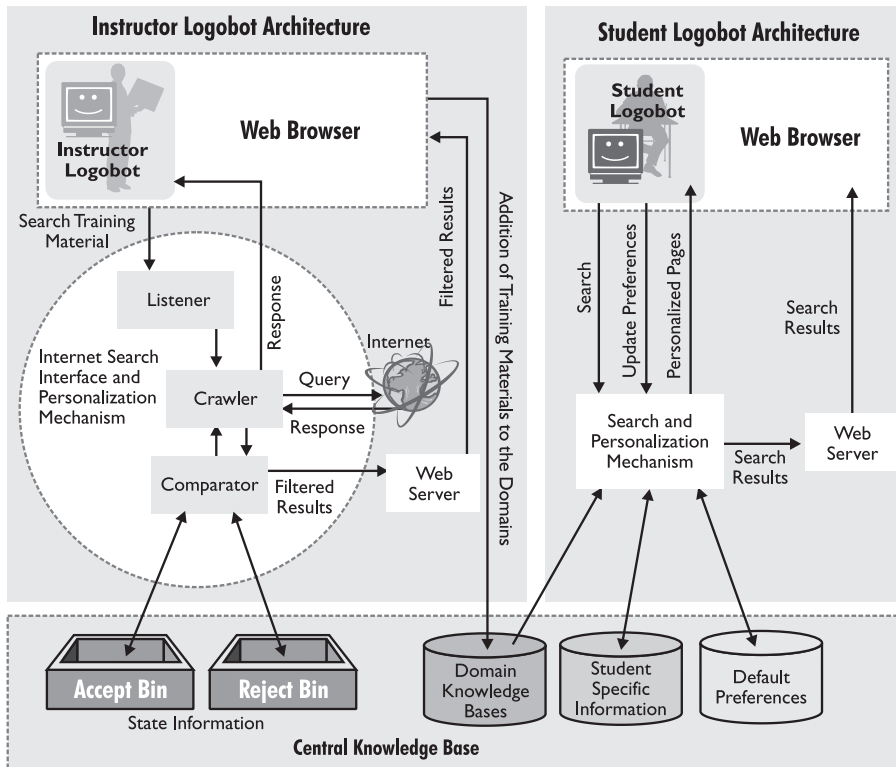 Instructor Logobot Architecture
Instructor
Logobot
Web Browser
Search Training
Material
Listener
Internet Search
Interface and
Personalization
Mechanism
Crawler
Response
Query
Response
Internet
Comparator
Filtered
Results
Web
Server
Filtered Results
Addition of Training Materials to the Domains
Student Logobot Architecture
Student
Logobot
Web Browser
Search
Update Preferences
Personalized Pages
Search
Results
Search and
Personalization
Mechanism
Search
Results
Web
Server
Accept Bin
Reject Bin
State Information
Domain
Knowledge
Bases
Student
Specific
Information
Default
Preferences
Central Knowledge Base